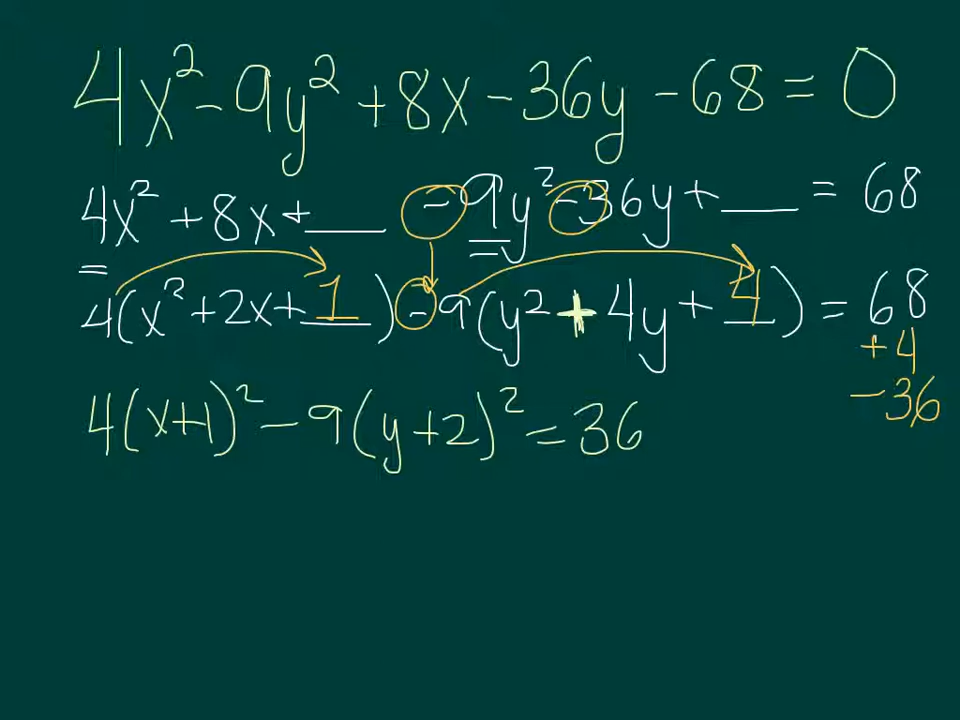 4x² - 9y² + 8x - 36y - 68 = 0
4x² + 8x + ___ - 9y² - 36y + ___ = 68
4(x² + 2x + 1) - 9(y² + 4y + 4) = 68
+4
-36
4(x+1)² - 9(y+2)² = 36